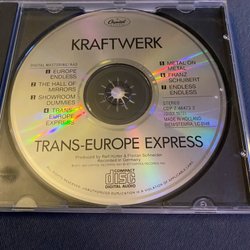 Capitol
KRAFTWERK
DIGITAL MASTERING/AAD
1 EUROPE
ENDLESS
2 THE HALL OF
MIRRORS
3 SHOWROOM
DUMMIES
4 TRANS-
EUROPE
EXPRESS
5 METAL ON
METAL
6 FRANZ
SCHUBERT
7 ENDLESS
ENDLESS
STEREO
MADE IN HOLLAND
TRANS-EUROPE EXPRESS
Produced by Ralf Hütter & Florian Schneider
Recorded in Germany
COMPACT
disc
DIGITAL AUDIO